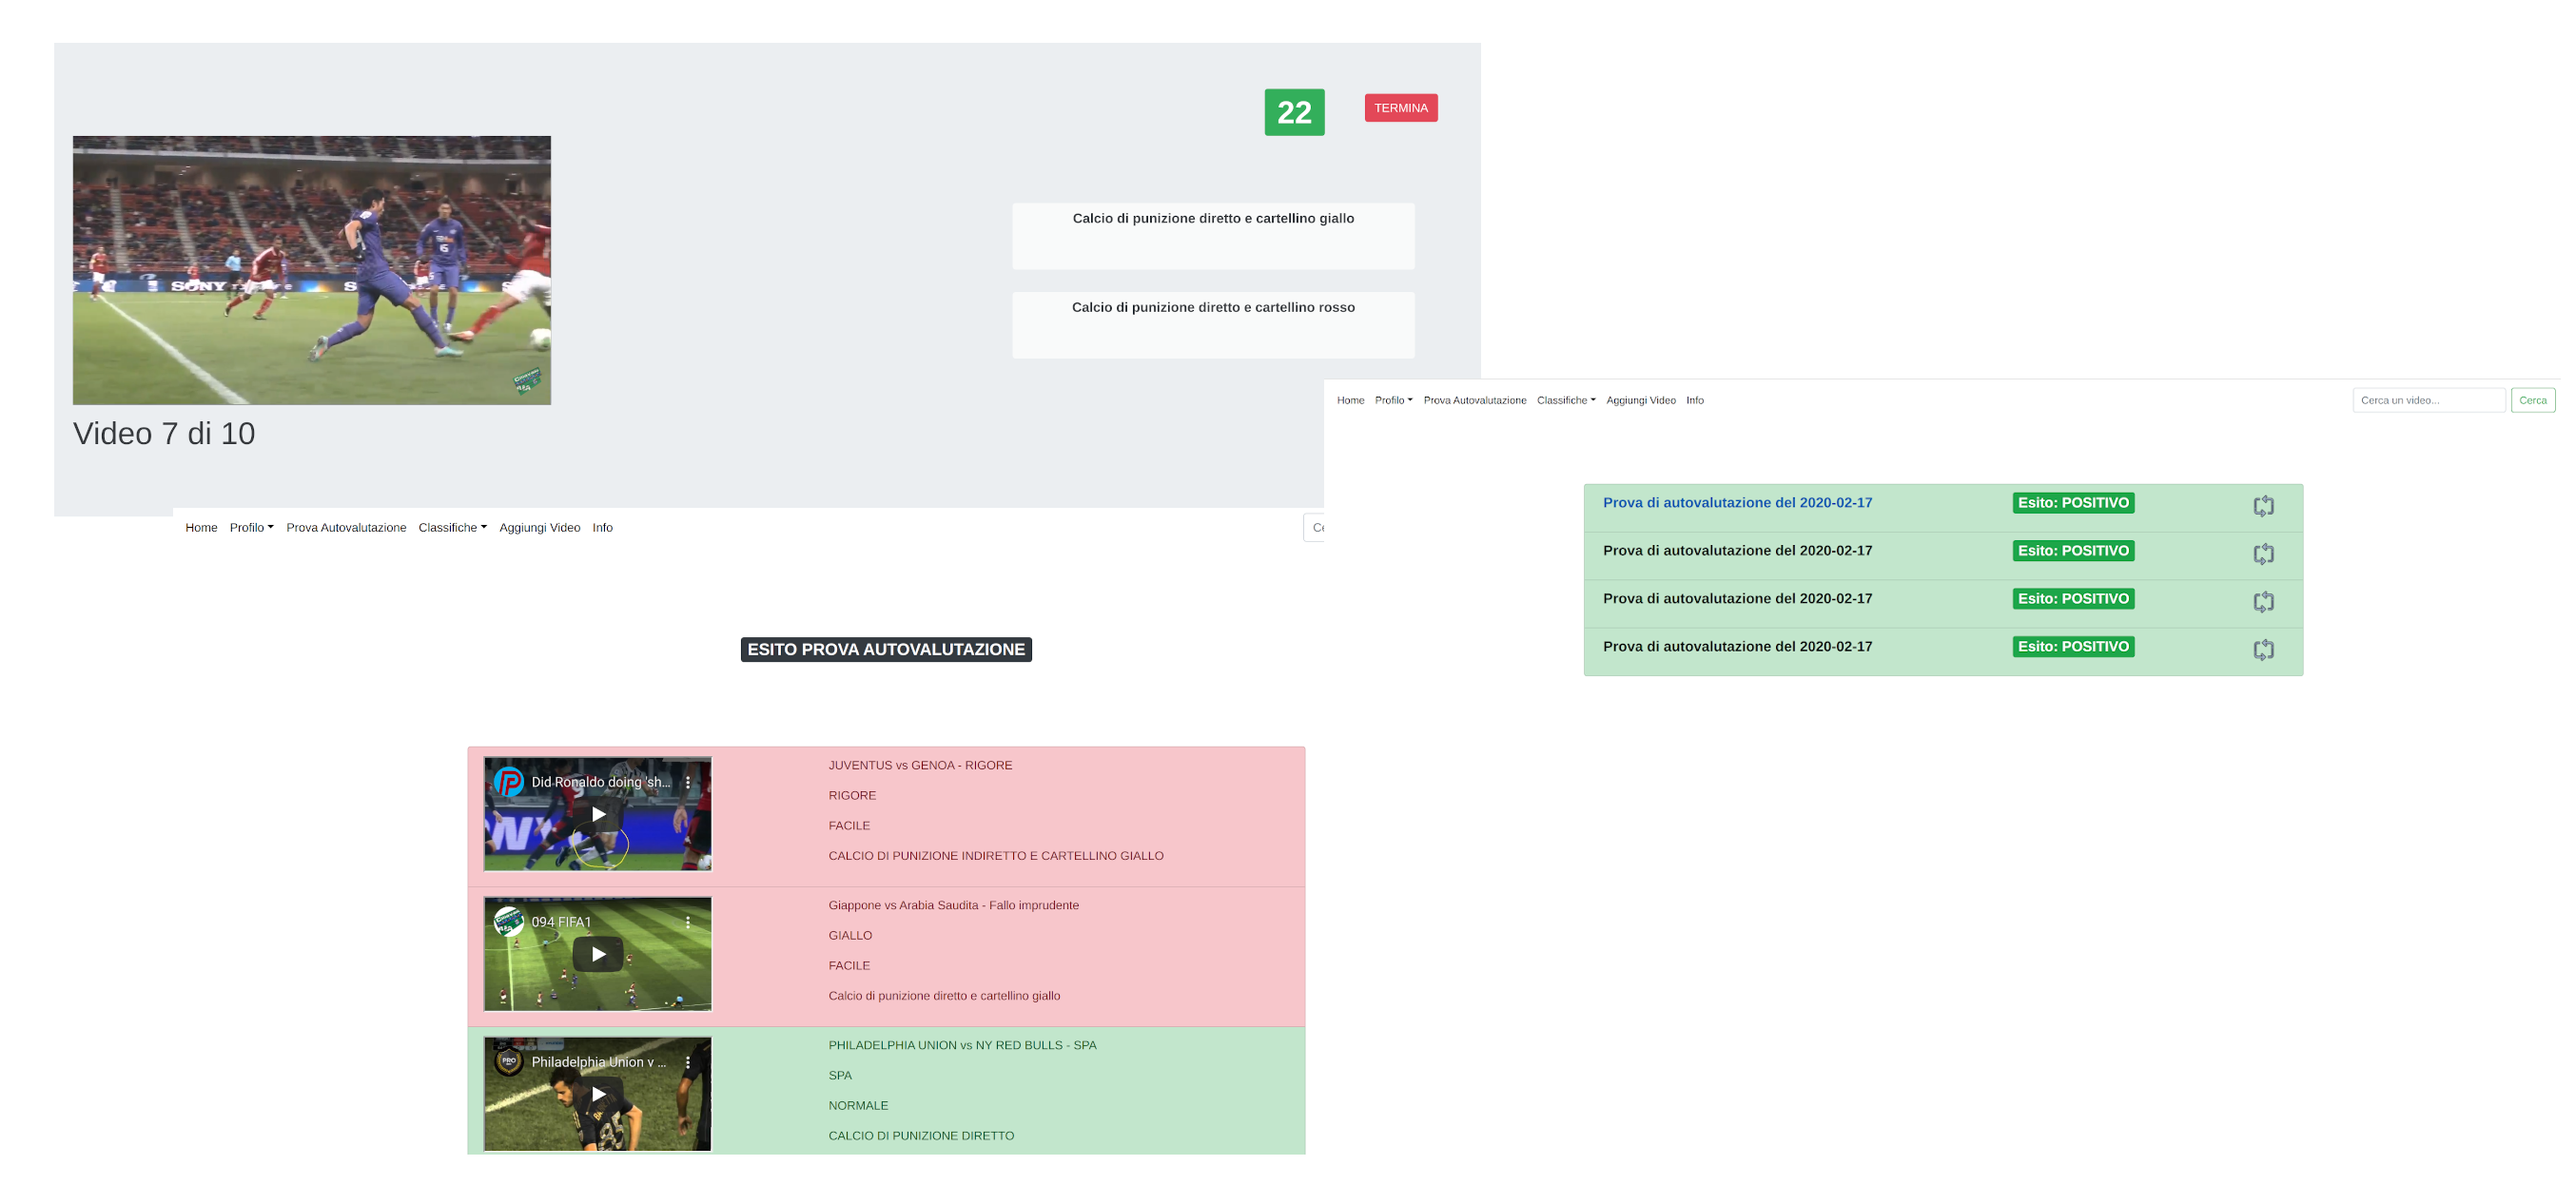 22
TERMINA
Calcio di punizione diretto e cartellino giallo
Calcio di punizione diretto e cartellino rosso
SONY
15
Video 7 di 10
Home Profilo Prova Autovalutazione Classifiche Aggiungi Video Info
ESITO PROVA AUTOVALUTAZIONE
Did Ronaldo doing 'sh...
JUVENTUS vs GENOA - RIGORE
RIGORE
FACILE
CALCIO DI PUNIZIONE INDIRETTO E CARTELLINO GIALLO
094 FIFA1
Giappone vs Arabia Saudita - Fallo imprudente
GIALLO
FACILE
Calcio di punizione diretto e cartellino giallo
PRO
Philadelphia Union v ...
PHILADELPHIA UNION vs NY RED BULLS - SPA
SPA
NORMALE
CALCIO DI PUNIZIONE DIRETTO
Home Profilo Prova Autovalutazione Classifiche Aggiungi Video Info Cerca un video... Cerca
Prova di autovalutazione del 2020-02-17 Esito: POSITIVO
Prova di autovalutazione del 2020-02-17 Esito: POSITIVO
Prova di autovalutazione del 2020-02-17 Esito: POSITIVO
Prova di autovalutazione del 2020-02-17 Esito: POSITIVO